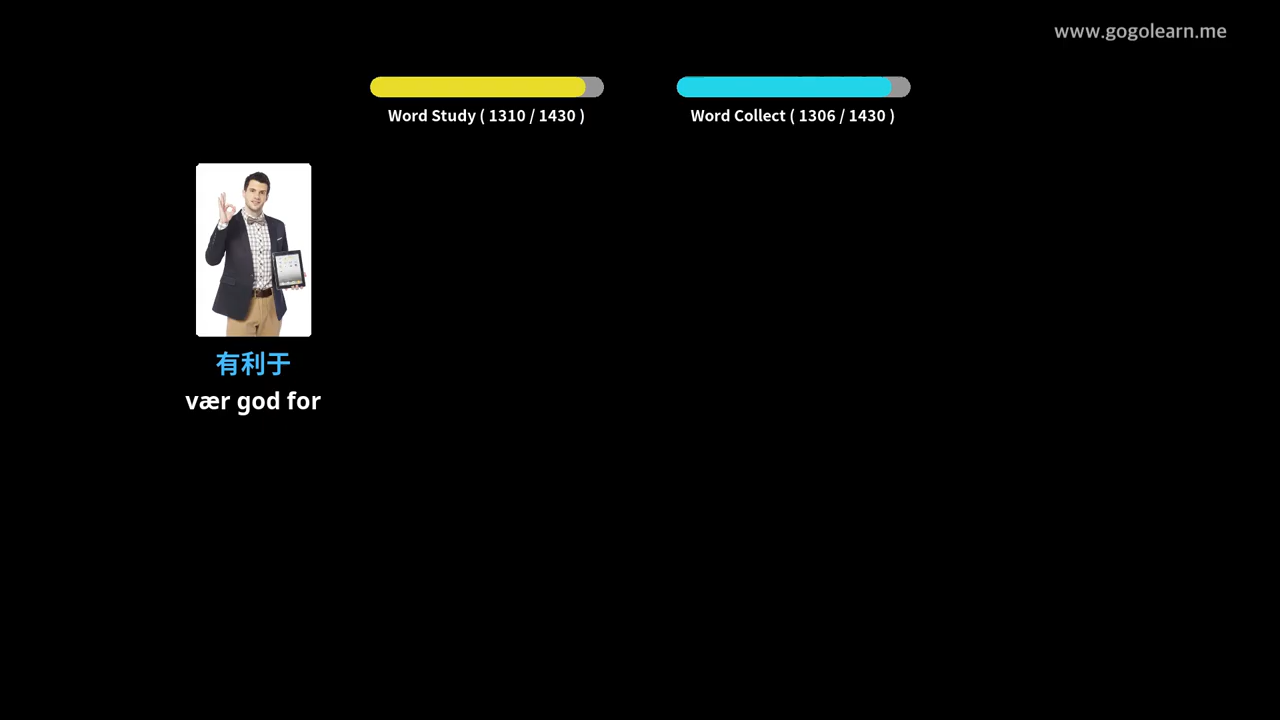 www.gogolearn.me
Word Study ( 1310 / 1430 )
Word Collect ( 1306 / 1430 )
有利于
vær god for